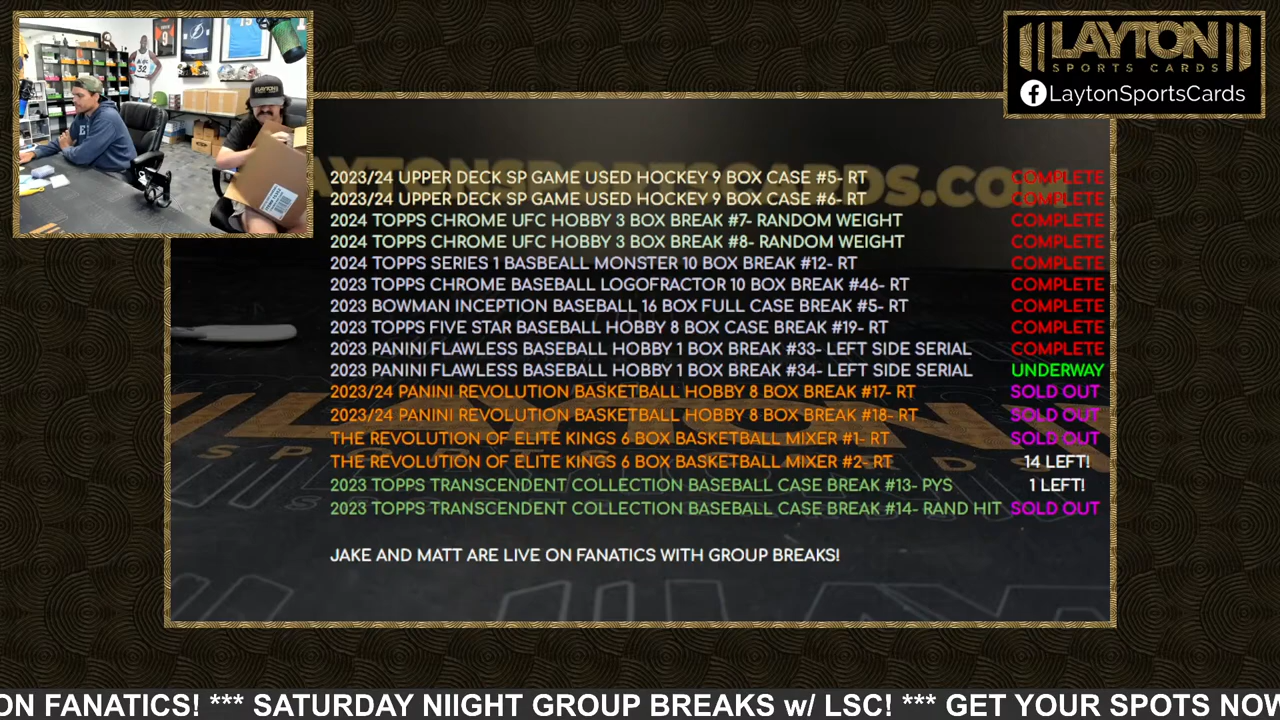 LAYTON
SPORTS CARDS
LaytonSportsCards
LAYTONSPORTSCARDS.COM
2023/24 UPPER DECK SP GAME USED HOCKEY 9 BOX CASE #5- RT COMPLETE
2023/24 UPPER DECK SP GAME USED HOCKEY 9 BOX CASE #6- RT COMPLETE
2024 TOPPS CHROME UFC HOBBY 3 BOX BREAK #7- RANDOM WEIGHT COMPLETE
2024 TOPPS CHROME UFC HOBBY 3 BOX BREAK #8- RANDOM WEIGHT COMPLETE
2024 TOPPS SERIES 1 BASBEALL MONSTER 10 BOX BREAK #12- RT COMPLETE
2023 TOPPS CHROME BASEBALL LOGOFRACTOR 10 BOX BREAK #46- RT COMPLETE
2023 BOWMAN INCEPTION BASEBALL 16 BOX FULL CASE BREAK #5- RT COMPLETE
2023 TOPPS FIVE STAR BASEBALL HOBBY 8 BOX CASE BREAK #19- RT COMPLETE
2023 PANINI FLAWLESS BASEBALL HOBBY 1 BOX BREAK #33- LEFT SIDE SERIAL COMPLETE
2023 PANINI FLAWLESS BASEBALL HOBBY 1 BOX BREAK #34- LEFT SIDE SERIAL UNDERWAY
2023/24 PANINI REVOLUTION BASKETBALL HOBBY 8 BOX BREAK #17- RT SOLD OUT
2023/24 PANINI REVOLUTION BASKETBALL HOBBY 8 BOX BREAK #18- RT SOLD OUT
THE REVOLUTION OF ELITE KINGS 6 BOX BASKETBALL MIXER #1- RT SOLD OUT
THE REVOLUTION OF ELITE KINGS 6 BOX BASKETBALL MIXER #2- RT 14 LEFT!
2023 TOPPS TRANSCENDENT COLLECTION BASEBALL CASE BREAK #13- PYS 1 LEFT!
2023 TOPPS TRANSCENDENT COLLECTION BASEBALL CASE BREAK #14- RAND HIT SOLD OUT
JAKE AND MATT ARE LIVE ON FANATICS WITH GROUP BREAKS!
ON FANATICS! *** SATURDAY NIIGHT GROUP BREAKS w/ LSC! *** GET YOUR SPOTS NOW